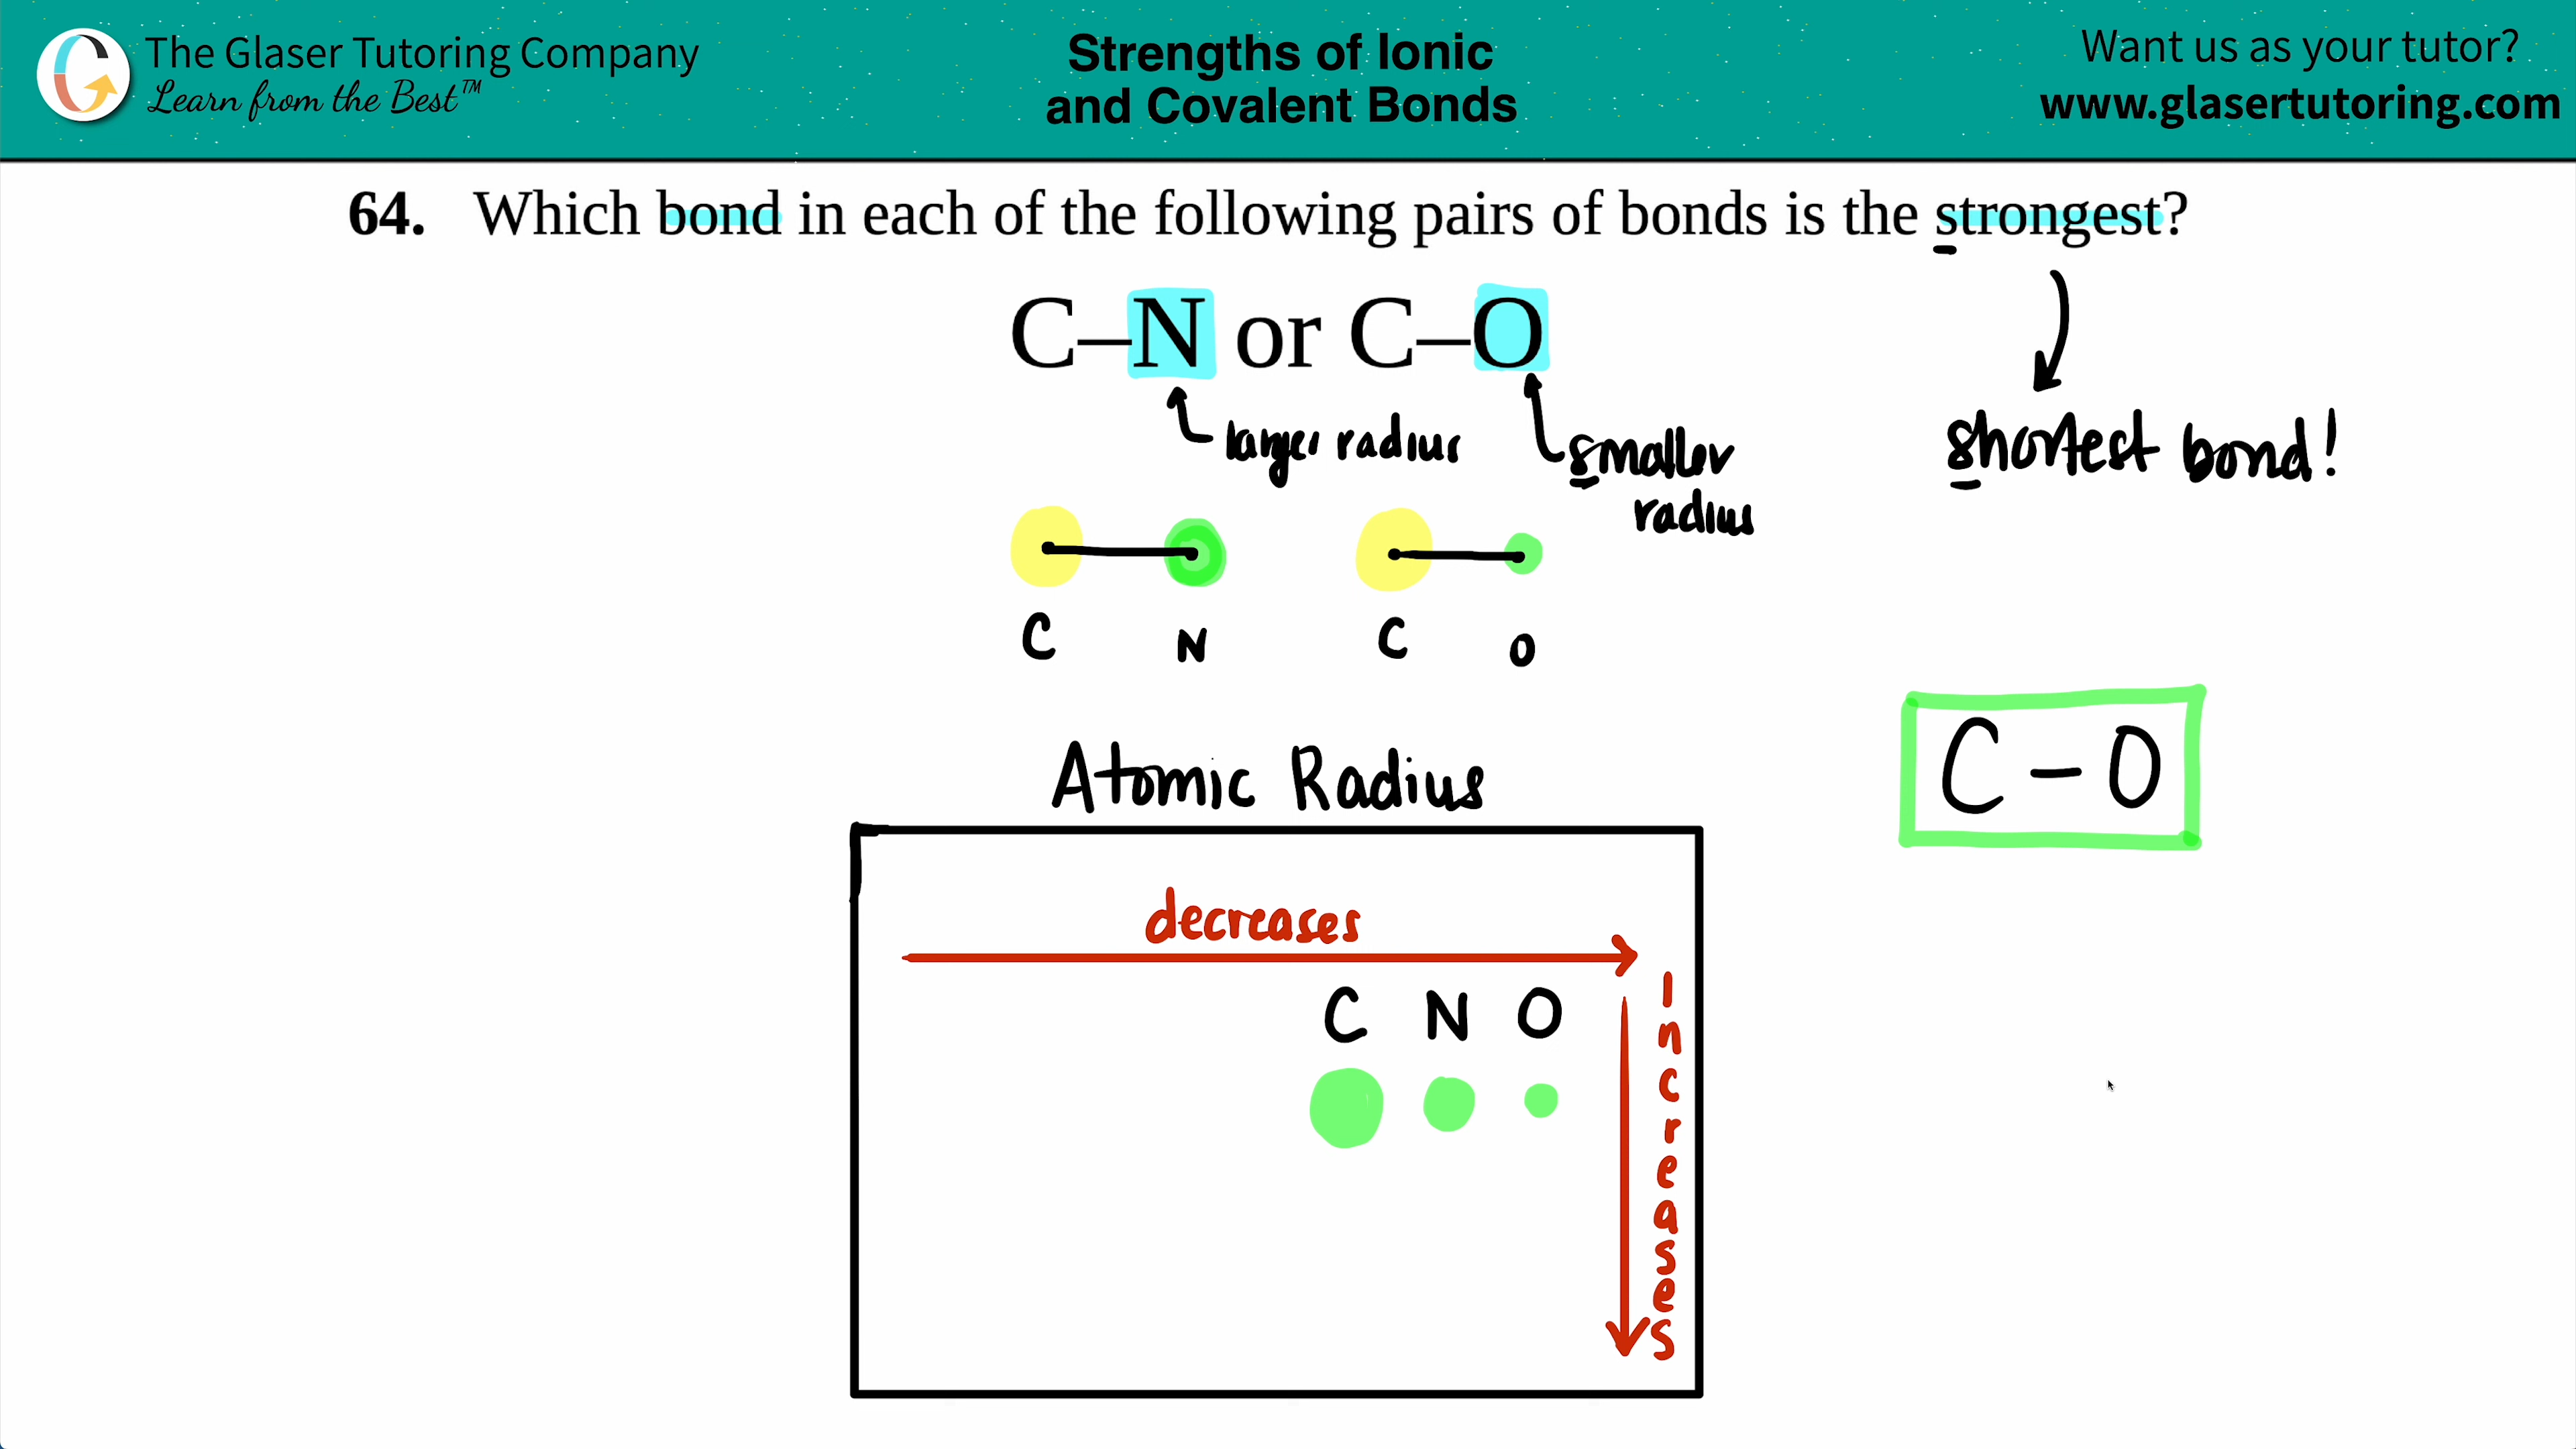 The Glaser Tutoring Company
Learn from the Best™
Strengths of Ionic
and Covalent Bonds
Want us as your tutor?
www.glasertutoring.com
64. Which bond in each of the following pairs of bonds is the strongest?
C–N or C–O
larger radius
smaller
radius
shortest bond!
C N C O
C – O
Atomic Radius
decreases
C N O
Increases